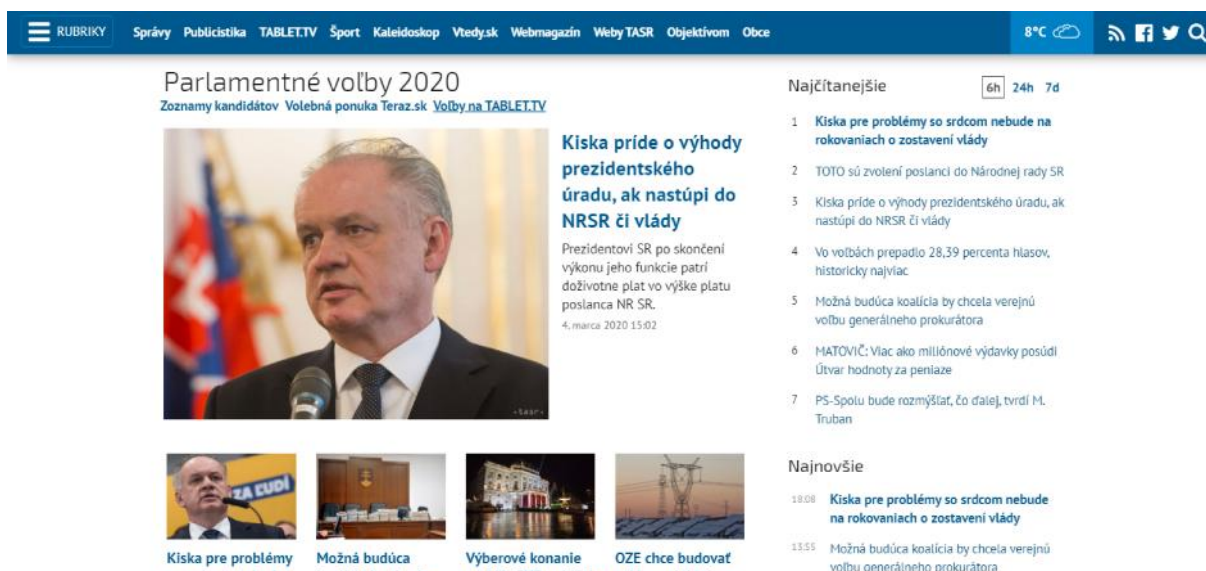 RUBRIKY Správy Publicistika TABLET.TV Šport Kaleidoskop Vtedy.sk Webmagazín Weby TASR Objektívom Obce 8°C
Parlamentné voľby 2020
Zoznamy kandidátov Volebná ponuka Teraz.sk Voľby na TABLET.TV
Kiska príde o výhody
prezidentského
úradu, ak nastúpi do
NRSR či vlády
Prezidentovi SR po skončení
výkonu jeho funkcie patrí
doživotne plat vo výške platu
poslanca NR SR.
4. marca 2020 15:02
tasr
ZA ĽUDÍ
Kiska pre problémy
Možná budúca
Výberové konanie
OZE chce budovať
Najčítanejšie 6h 24h 7d
1 Kiska pre problémy so srdcom nebude na
rokovaniach o zostavení vlády
2 TOTO sú zvolení poslanci do Národnej rady SR
3 Kiska príde o výhody prezidentského úradu, ak
nastúpi do NRSR či vlády
4 Vo voľbách prepadlo 28,39 percenta hlasov,
historicky najviac
5 Možná budúca koalícia by chcela verejnú
voľbu generálneho prokurátora
6 MATOVIČ: Viac ako miliónové výdavky posúdi
Útvar hodnoty za peniaze
7 PS-Spolu bude rozmýšľať, čo ďalej, tvrdí M.
Truban
Najnovšie
18:08 Kiska pre problémy so srdcom nebude
na rokovaniach o zostavení vlády
13:55 Možná budúca koalícia by chcela verejnú
voľbu generálneho prokurátora